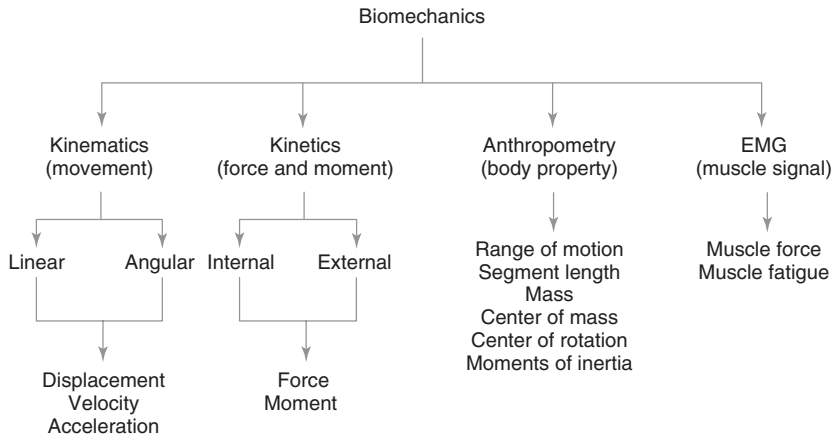 Biomechanics
Kinematics
(movement)
Kinetics
(force and moment)
Anthropometry
(body property)
EMG
(muscle signal)
Linear
Angular
Internal
External
Range of motion
Segment length
Mass
Center of mass
Center of rotation
Moments of inertia
Muscle force
Muscle fatigue
Displacement
Velocity
Acceleration
Force
Moment